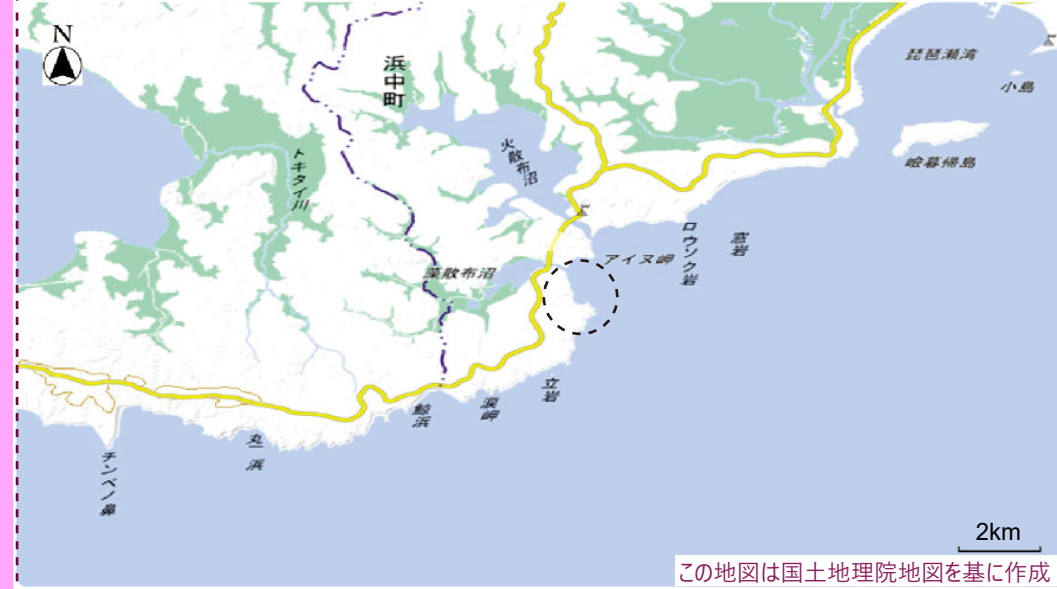 N
浜中町
琵琶瀬湾
小島
嶮暮帰島
火散布沼
トキタイ川
ロウソク岩
窓岩
アイヌ岬
藻散布沼
立岩
涙岬
鯨浜
丸一浜
チンベノ鼻
2km
この地図は国土地理院地図を基に作成